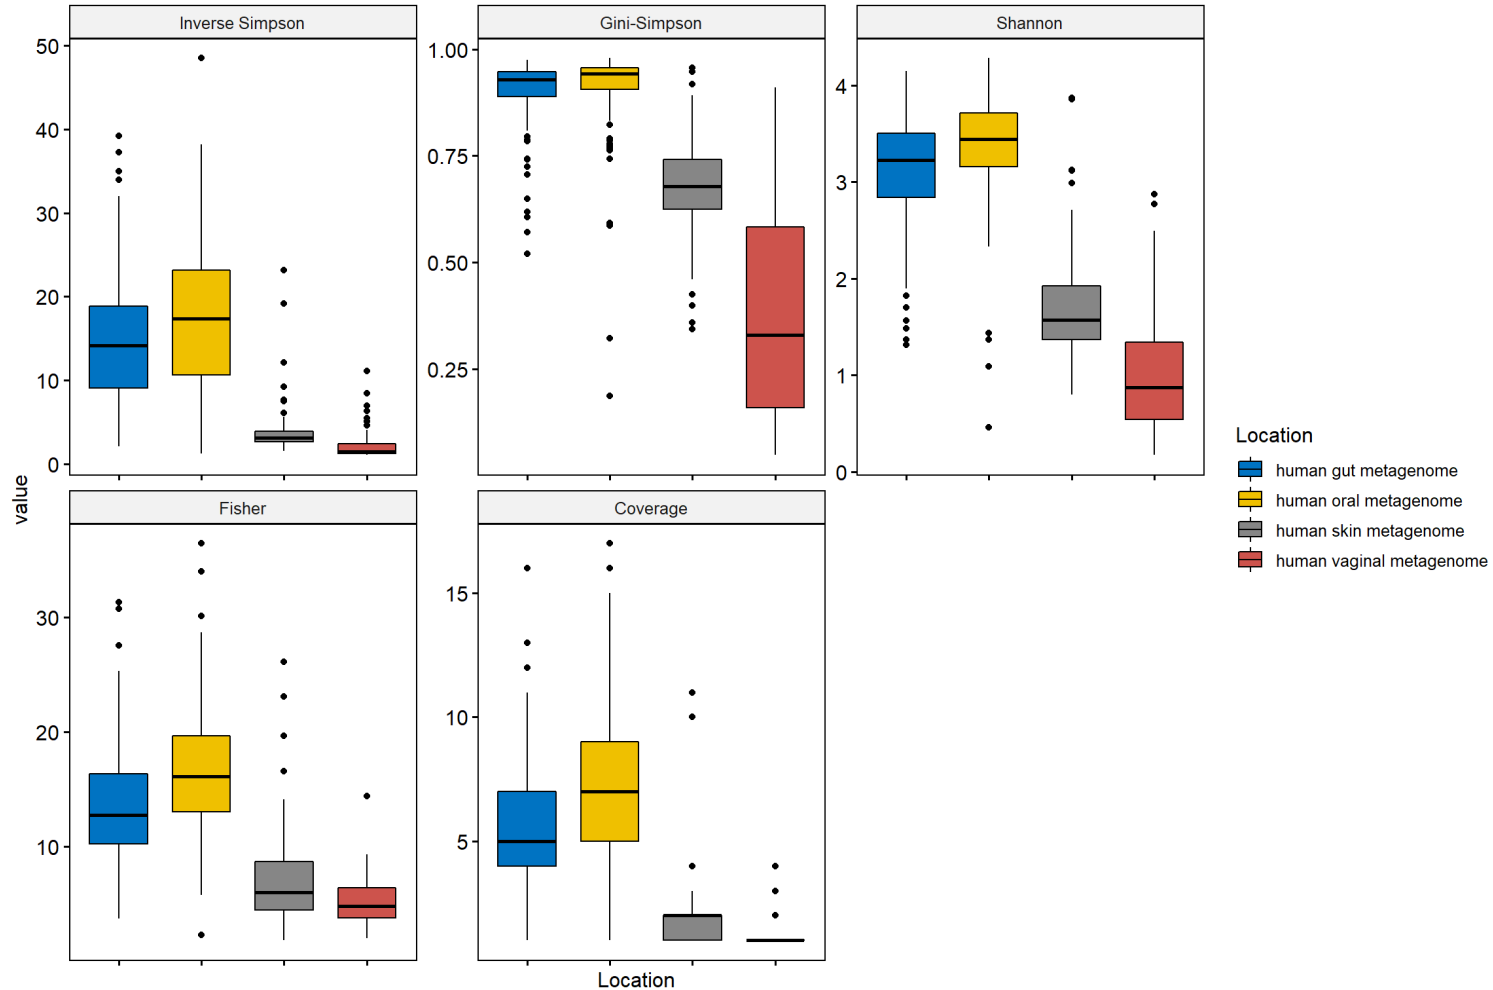 Inverse Simpson
Gini-Simpson
Shannon
50
40
30
20
10
0
1.00
0.75
0.50
0.25
4
3
2
1
0
Fisher
Coverage
30
20
10
15
10
5
value
Location
Location
human gut metagenome
human oral metagenome
human skin metagenome
human vaginal metagenome